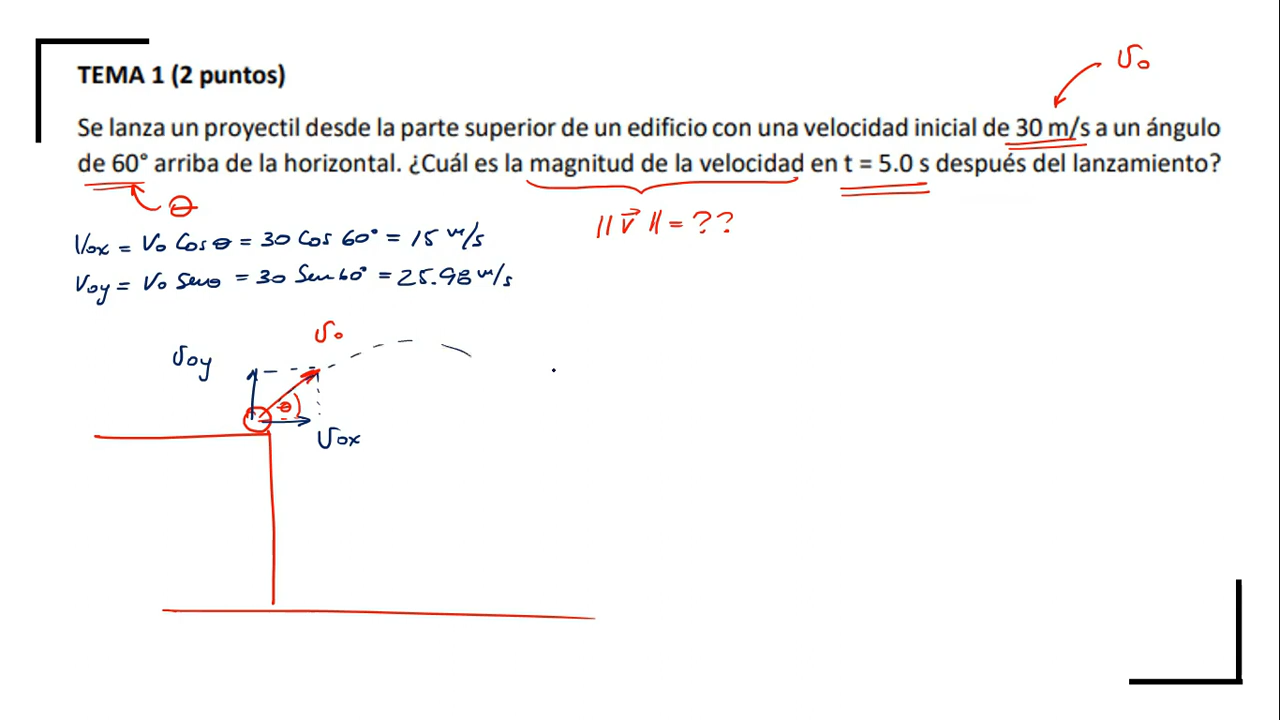 TEMA 1 (2 puntos)
v₀
Se lanza un proyectil desde la parte superior de un edificio con una velocidad inicial de 30 m/s a un ángulo
de 60° arriba de la horizontal. ¿Cuál es la magnitud de la velocidad en t = 5.0 s después del lanzamiento?
θ
|| v⃗ || = ??
Vox = Vo Cos θ = 30 Cos 60° = 15 m/s
Voy = Vo Senθ = 30 Sen 60° = 25.98 m/s
v₀
voy
θ
vox